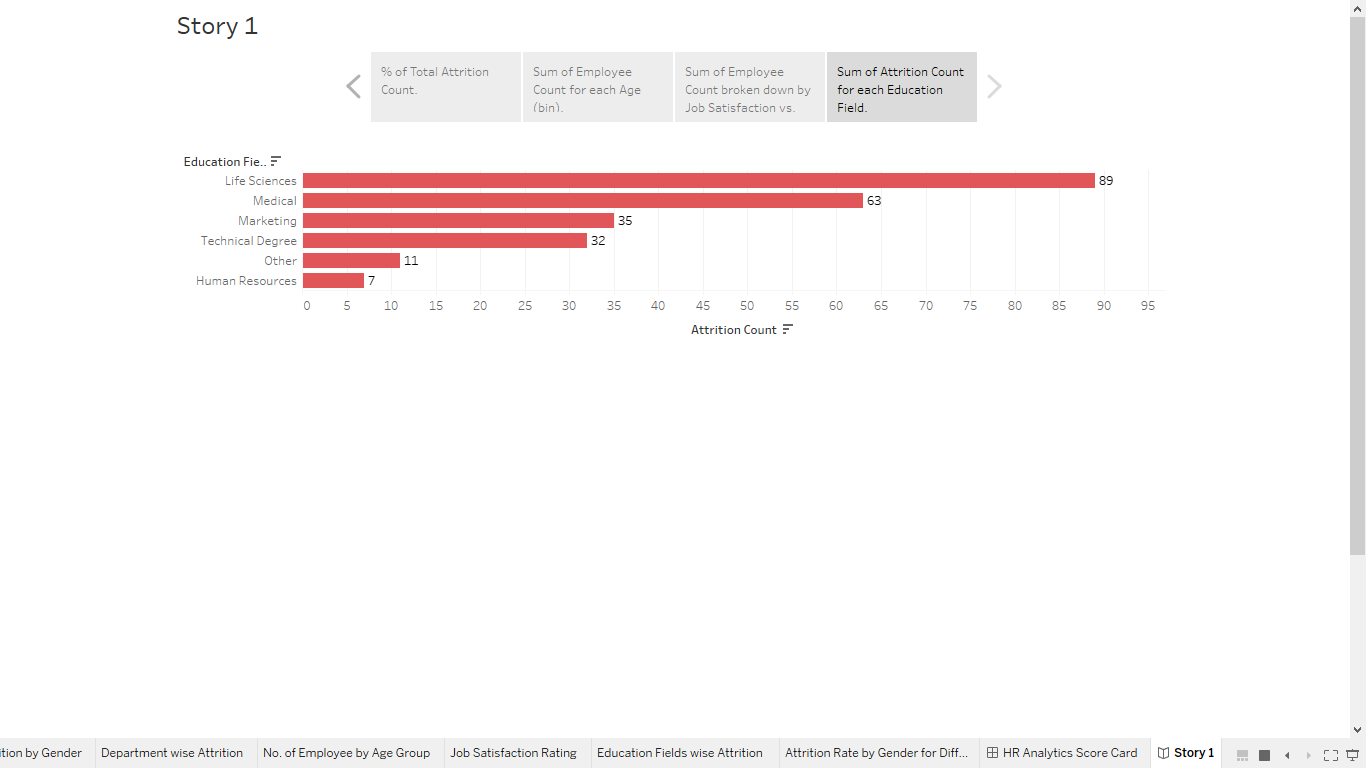 Story 1
% of Total Attrition
Count.
Sum of Employee
Count for each Age
(bin).
Sum of Employee
Count broken down by
Job Satisfaction vs.
Sum of Attrition Count
for each Education
Field.
Education Fie..
Life Sciences 89
Medical 63
Marketing 35
Technical Degree 32
Other 11
Human Resources 7
0 5 10 15 20 25 30 35 40 45 50 55 60 65 70 75 80 85 90 95
Attrition Count
ition by Gender Department wise Attrition No. of Employee by Age Group Job Satisfaction Rating Education Fields wise Attrition Attrition Rate by Gender for Diff... HR Analytics Score Card Story 1